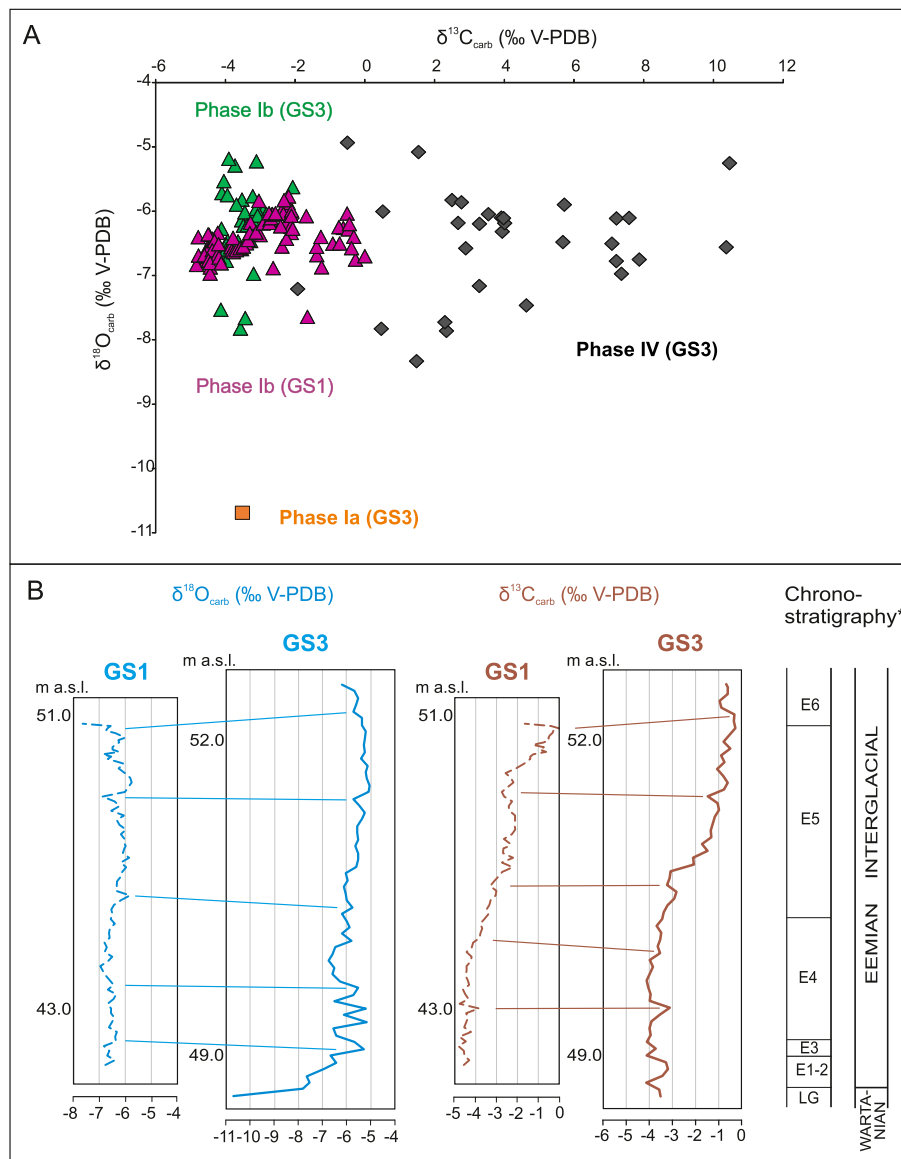 A
δ¹³C_carb (‰ V-PDB)
-6 -4 -2 0 2 4 6 8 10 12
-4
-5
-6
-7
-8
-9
-10
-11
δ¹⁸O_carb (‰ V-PDB)
Phase Ib (GS3)
Phase IV (GS3)
Phase Ib (GS1)
Phase Ia (GS3)
B
δ¹⁸O_carb (‰ V-PDB)
δ¹³C_carb (‰ V-PDB)
Chrono-
stratigraphy*
GS1
GS3
GS1
GS3
m a.s.l.
m a.s.l.
m a.s.l.
m a.s.l.
51.0
52.0
43.0
49.0
51.0
52.0
43.0
49.0
-8 -7 -6 -5 -4
-11 -10 -9 -8 -7 -6 -5 -4
-5 -4 -3 -2 -1 0
-6 -5 -4 -3 -2 -1 0
E6
E5
E4
E3
E1-2
LG
EEMIAN INTERGLACIAL
WARTA-
NIAN